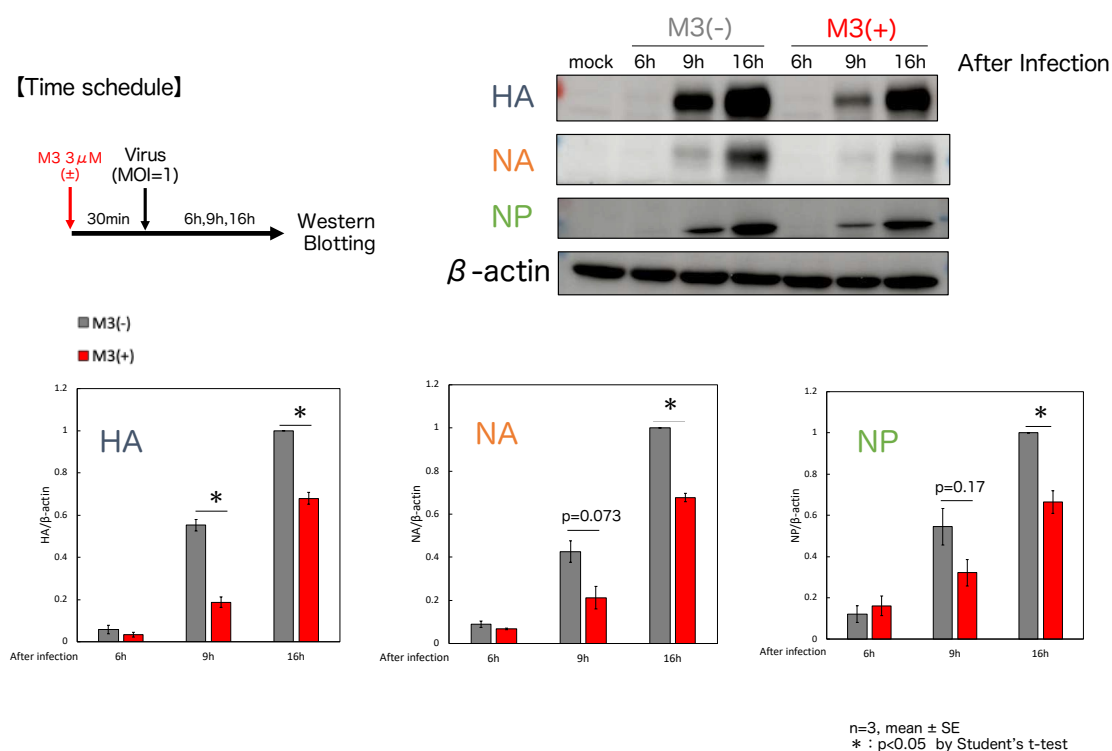 【Time schedule】
M3 3μM
(±)
Virus
(MOI=1)
30min
6h,9h,16h
Western
Blotting
M3(-)
M3(+)
mock
6h
9h
16h
6h
9h
16h
After Infection
HA
NA
NP
β-actin
M3(-)
M3(+)
HA
HA/β-actin
1.2
1
0.8
0.6
0.4
0.2
0
*
*
After infection
6h
9h
16h
NA
NA/β-actin
1.2
1
0.8
0.6
0.4
0.2
0
p=0.073
*
After infection
6h
9h
16h
NP
NP/β-actin
1.2
1
0.8
0.6
0.4
0.2
0
p=0.17
*
After infection
6h
9h
16h
n=3, mean ± SE
* : p<0.05 by Student's t-test